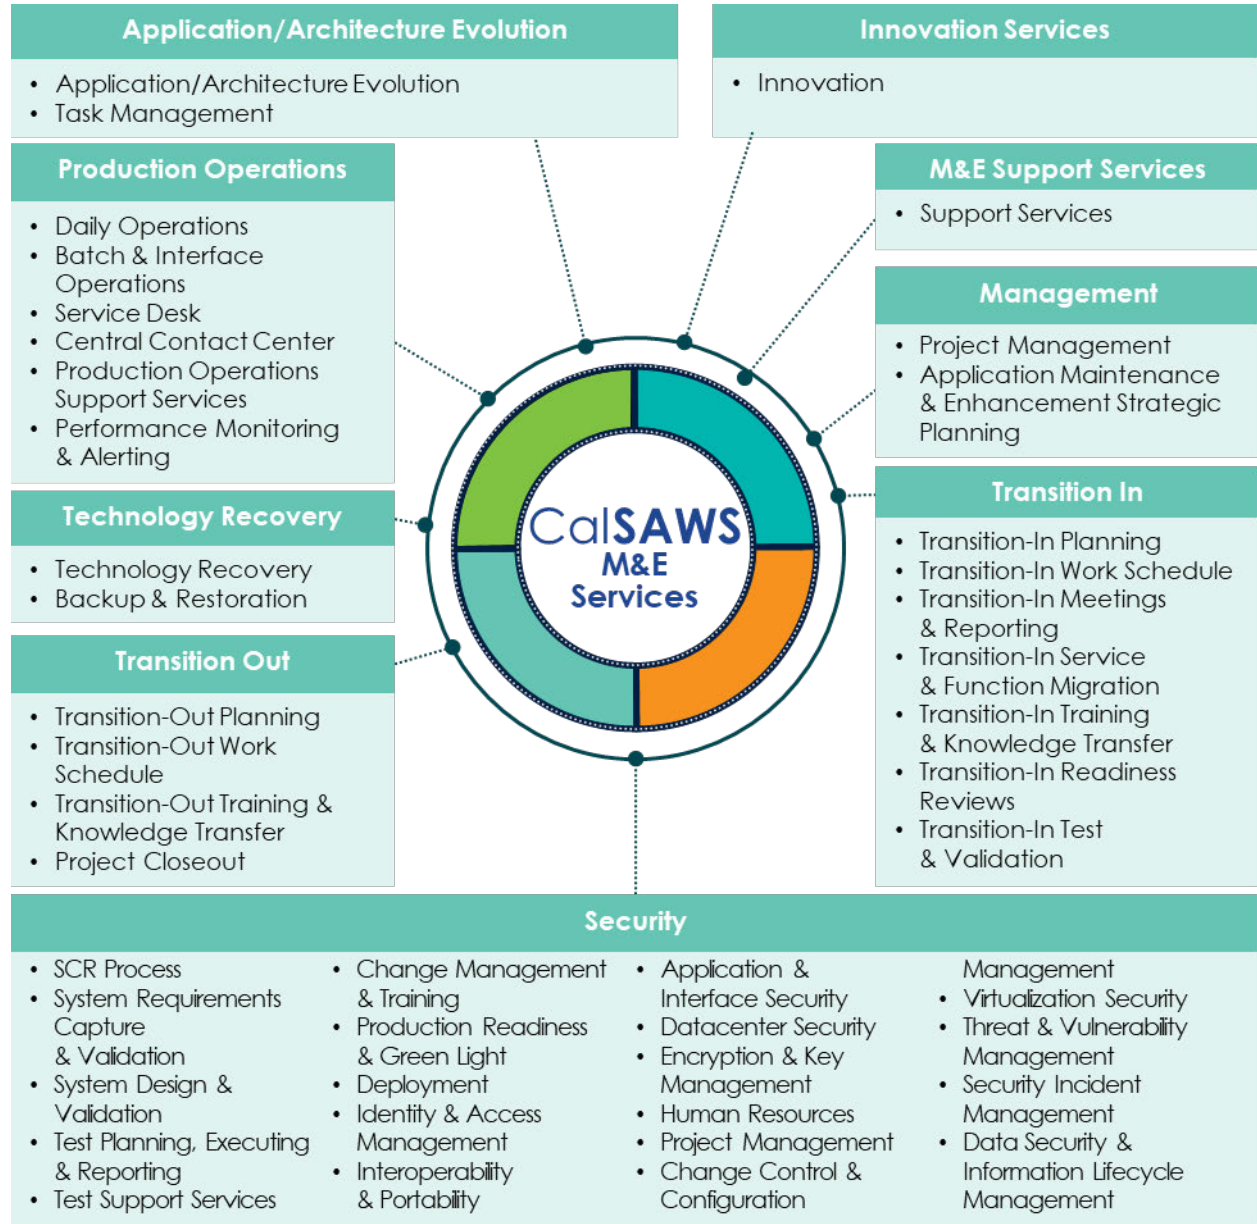 Application/Architecture Evolution
• Application/Architecture Evolution
• Task Management
Innovation Services
• Innovation
Production Operations
• Daily Operations
• Batch & Interface
Operations
• Service Desk
• Central Contact Center
• Production Operations
Support Services
• Performance Monitoring
& Alerting
M&E Support Services
• Support Services
Management
• Project Management
• Application Maintenance
& Enhancement Strategic
Planning
Technology Recovery
• Technology Recovery
• Backup & Restoration
CalSAWS
M&E
Services
Transition In
• Transition-In Planning
• Transition-In Work Schedule
• Transition-In Meetings
& Reporting
• Transition-In Service
& Function Migration
• Transition-In Training
& Knowledge Transfer
• Transition-In Readiness
Reviews
• Transition-In Test
& Validation
Transition Out
• Transition-Out Planning
• Transition-Out Work
Schedule
• Transition-Out Training &
Knowledge Transfer
• Project Closeout
Security
• SCR Process
• System Requirements
Capture
& Validation
• System Design &
Validation
• Test Planning, Executing
& Reporting
• Test Support Services
• Change Management
& Training
• Production Readiness
& Green Light
• Deployment
• Identity & Access
Management
• Interoperability
& Portability
• Application &
Interface Security
• Datacenter Security
• Encryption & Key
Management
• Human Resources
• Project Management
• Change Control &
Configuration
Management
• Virtualization Security
• Threat & Vulnerability
Management
• Security Incident
Management
• Data Security &
Information Lifecycle
Management